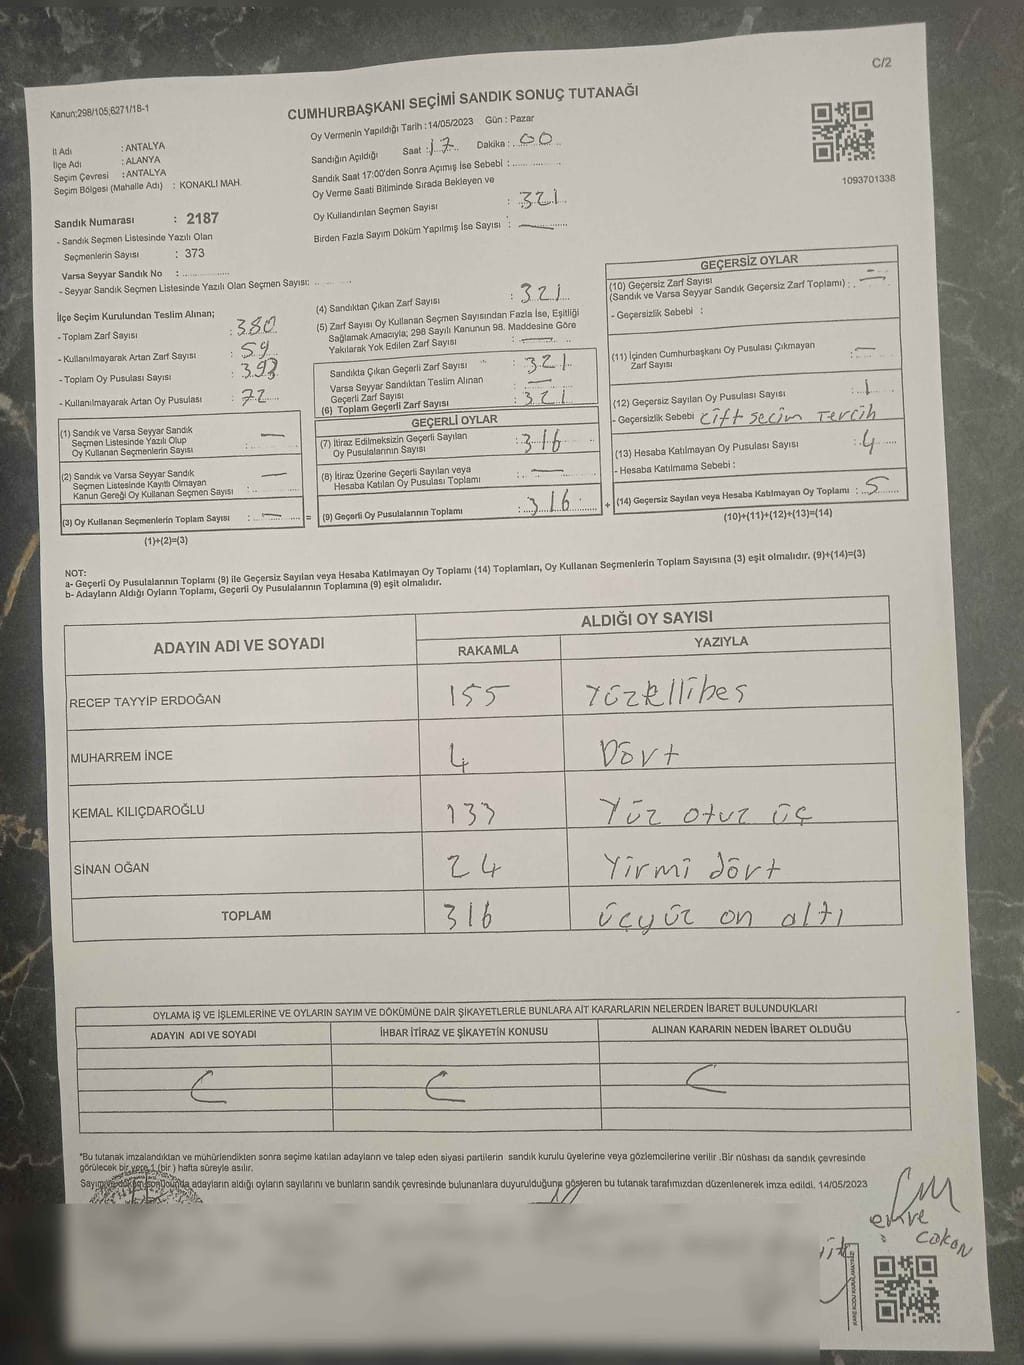 C/2
Kanun;298/105;6271/18-1
CUMHURBAŞKANI SEÇİMİ SANDIK SONUÇ TUTANAĞI
Oy Vermenin Yapıldığı Tarih : 14/05/2023 Gün : Pazar
İl Adı : ANTALYA
İlçe Adı : ALANYA
Seçim Çevresi : ANTALYA
Seçim Bölgesi (Mahalle Adı) : KONAKLI MAH.
Sandığın Açıldığı Saat : 17 Dakika : 00
Sandık Saat 17:00'den Sonra Açımış İse Sebebi :
Oy Verme Saati Bitiminde Sırada Bekleyen ve
Oy Kullandırılan Seçmen Sayısı : 321
Birden Fazla Sayım Döküm Yapılmış İse Sayısı : —
1093701338
Sandık Numarası : 2187
- Sandık Seçmen Listesinde Yazılı Olan
Seçmenlerin Sayısı : 373
Varsa Seyyar Sandık No :
- Seyyar Sandık Seçmen Listesinde Yazılı Olan Seçmen Sayısı:
İlçe Seçim Kurulundan Teslim Alınan;
- Toplam Zarf Sayısı : 380
- Kullanılmayarak Artan Zarf Sayısı : 59
- Toplam Oy Pusulası Sayısı : 393
- Kullanılmayarak Artan Oy Pusulası : 72
(4) Sandıktan Çıkan Zarf Sayısı : 321
(5) Zarf Sayısı Oy Kullanan Seçmen Sayısından Fazla İse, Eşitliği
Sağlamak Amacıyla; 298 Sayılı Kanunun 98. Maddesine Göre
Yakılarak Yok Edilen Zarf Sayısı : —
Sandıkta Çıkan Geçerli Zarf Sayısı : 321
Varsa Seyyar Sandıktan Teslim Alınan
Geçerli Zarf Sayısı : —
(6) Toplam Geçerli Zarf Sayısı : 321
GEÇERLİ OYLAR
(7) İtiraz Edilmeksizin Geçerli Sayılan
Oy Pusulalarının Sayısı : 316
(8) İtiraz Üzerine Geçerli Sayılan veya
Hesaba Katılan Oy Pusulası Toplamı : —
(9) Geçerli Oy Pusulalarının Toplamı : 316
GEÇERSİZ OYLAR
(10) Geçersiz Zarf Sayısı
(Sandık ve Varsa Seyyar Sandık Geçersiz Zarf Toplamı) : —
- Geçersizlik Sebebi :
(11) İçinden Cumhurbaşkanı Oy Pusulası Çıkmayan
Zarf Sayısı : —
(12) Geçersiz Sayılan Oy Pusulası Sayısı : 1
- Geçersizlik Sebebi : çift seçim Tercih
(13) Hesaba Katılmayan Oy Pusulası Sayısı : 4
- Hesaba Katılmama Sebebi :
(14) Geçersiz Sayılan veya Hesaba Katılmayan Oy Toplamı : 5
(10)+(11)+(12)+(13)=(14)
(1) Sandık ve Varsa Seyyar Sandık
Seçmen Listesinde Yazılı Olup
Oy Kullanan Seçmenlerin Sayısı : —
(2) Sandık ve Varsa Seyyar Sandık
Seçmen Listesinde Kayıtlı Olmayan
Kanun Gereği Oy Kullanan Seçmen Sayısı : —
(3) Oy Kullanan Seçmenlerin Toplam Sayısı : —
(1)+(2)=(3)
NOT:
a- Geçerli Oy Pusulalarının Toplamı (9) ile Geçersiz Sayılan veya Hesaba Katılmayan Oy Toplamı (14) Toplamları, Oy Kullanan Seçmenlerin Toplam Sayısına (3) eşit olmalıdır. (9)+(14)=(3)
b- Adayların Aldığı Oyların Toplamı, Geçerli Oy Pusulalarının Toplamına (9) eşit olmalıdır.
ADAYIN ADI VE SOYADI
ALDIĞI OY SAYISI
RAKAMLA YAZIYLA
RECEP TAYYİP ERDOĞAN 155 Yüzellibes
MUHARREM İNCE 4 Dört
KEMAL KILIÇDAROĞLU 133 Yüz otuz üç
SİNAN OĞAN 24 Yirmi dört
TOPLAM 316 üçyüz on altı
OYLAMA İŞ VE İŞLEMLERİNE VE OYLARIN SAYIM VE DÖKÜMÜNE DAİR ŞİKAYETLERLE BUNLARA AİT KARARLARIN NELERDEN İBARET BULUNDUKLARI
ADAYIN ADI VE SOYADI İHBAR İTİRAZ VE ŞİKAYETİN KONUSU ALINAN KARARIN NEDEN İBARET OLDUĞU
*Bu tutanak imzalandıktan ve mühürlendikten sonra seçime katılan adayların ve talep eden siyasi partilerin sandık kurulu üyelerine veya gözlemcilerine verilir .Bir nüshası da sandık çevresinde
görülecek bir yere 1 (bir ) hafta süreyle asılır.
Sayım ve döküm sonucunda adayların aldığı oyların sayılarını ve bunların sandık çevresinde bulunanlara duyurulduğunu gösteren bu tutanak tarafımızdan düzenlenerek imza edildi. 14/05/2023